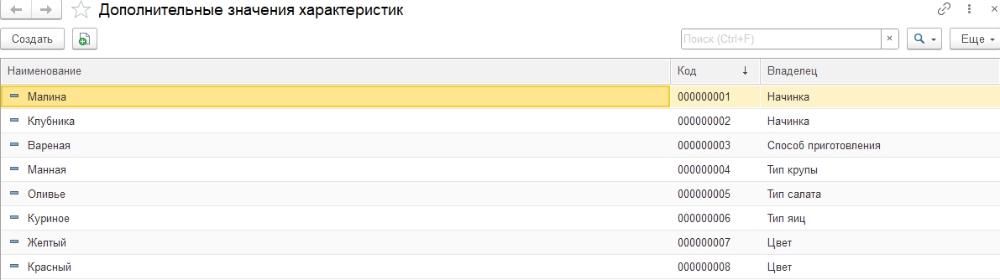 Дополнительные значения характеристик
Создать
Поиск (Ctrl+F)
Еще
Наименование Код Владелец
Малина 000000001 Начинка
Клубника 000000002 Начинка
Вареная 000000003 Способ приготовления
Манная 000000004 Тип крупы
Оливье 000000005 Тип салата
Куриное 000000006 Тип яиц
Желтый 000000007 Цвет
Красный 000000008 Цвет